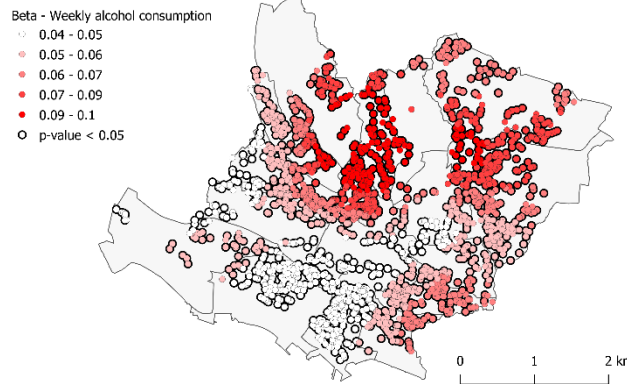 Beta - Weekly alcohol consumption
0.04 - 0.05
0.05 - 0.06
0.06 - 0.07
0.07 - 0.09
0.09 - 0.1
p-value < 0.05
0 1 2 kr